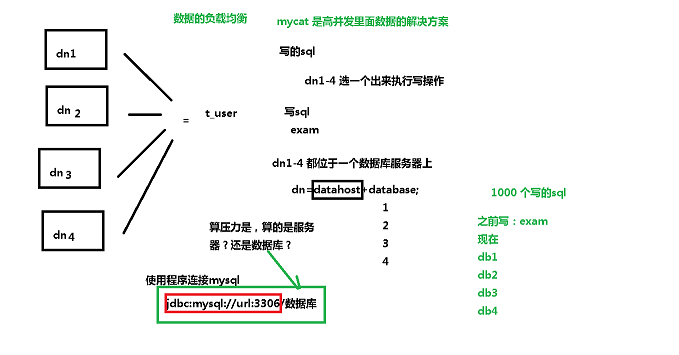 数据的负载均衡
mycat 是高并发里面数据的解决方案
写的sql
dn1
dn1-4 选一个出来执行写操作
dn 2
= t_user
写sql
exam
dn 3
dn1-4 都位于一个数据库服务器上
dn=datahost+database;
1
2
3
4
1000 个写的sql
之前写：exam
现在
db1
db2
db3
db4
dn 4
算压力是，算的是服务
器？还是数据库？
使用程序连接mysql
jdbc:mysql://url:3306/数据库